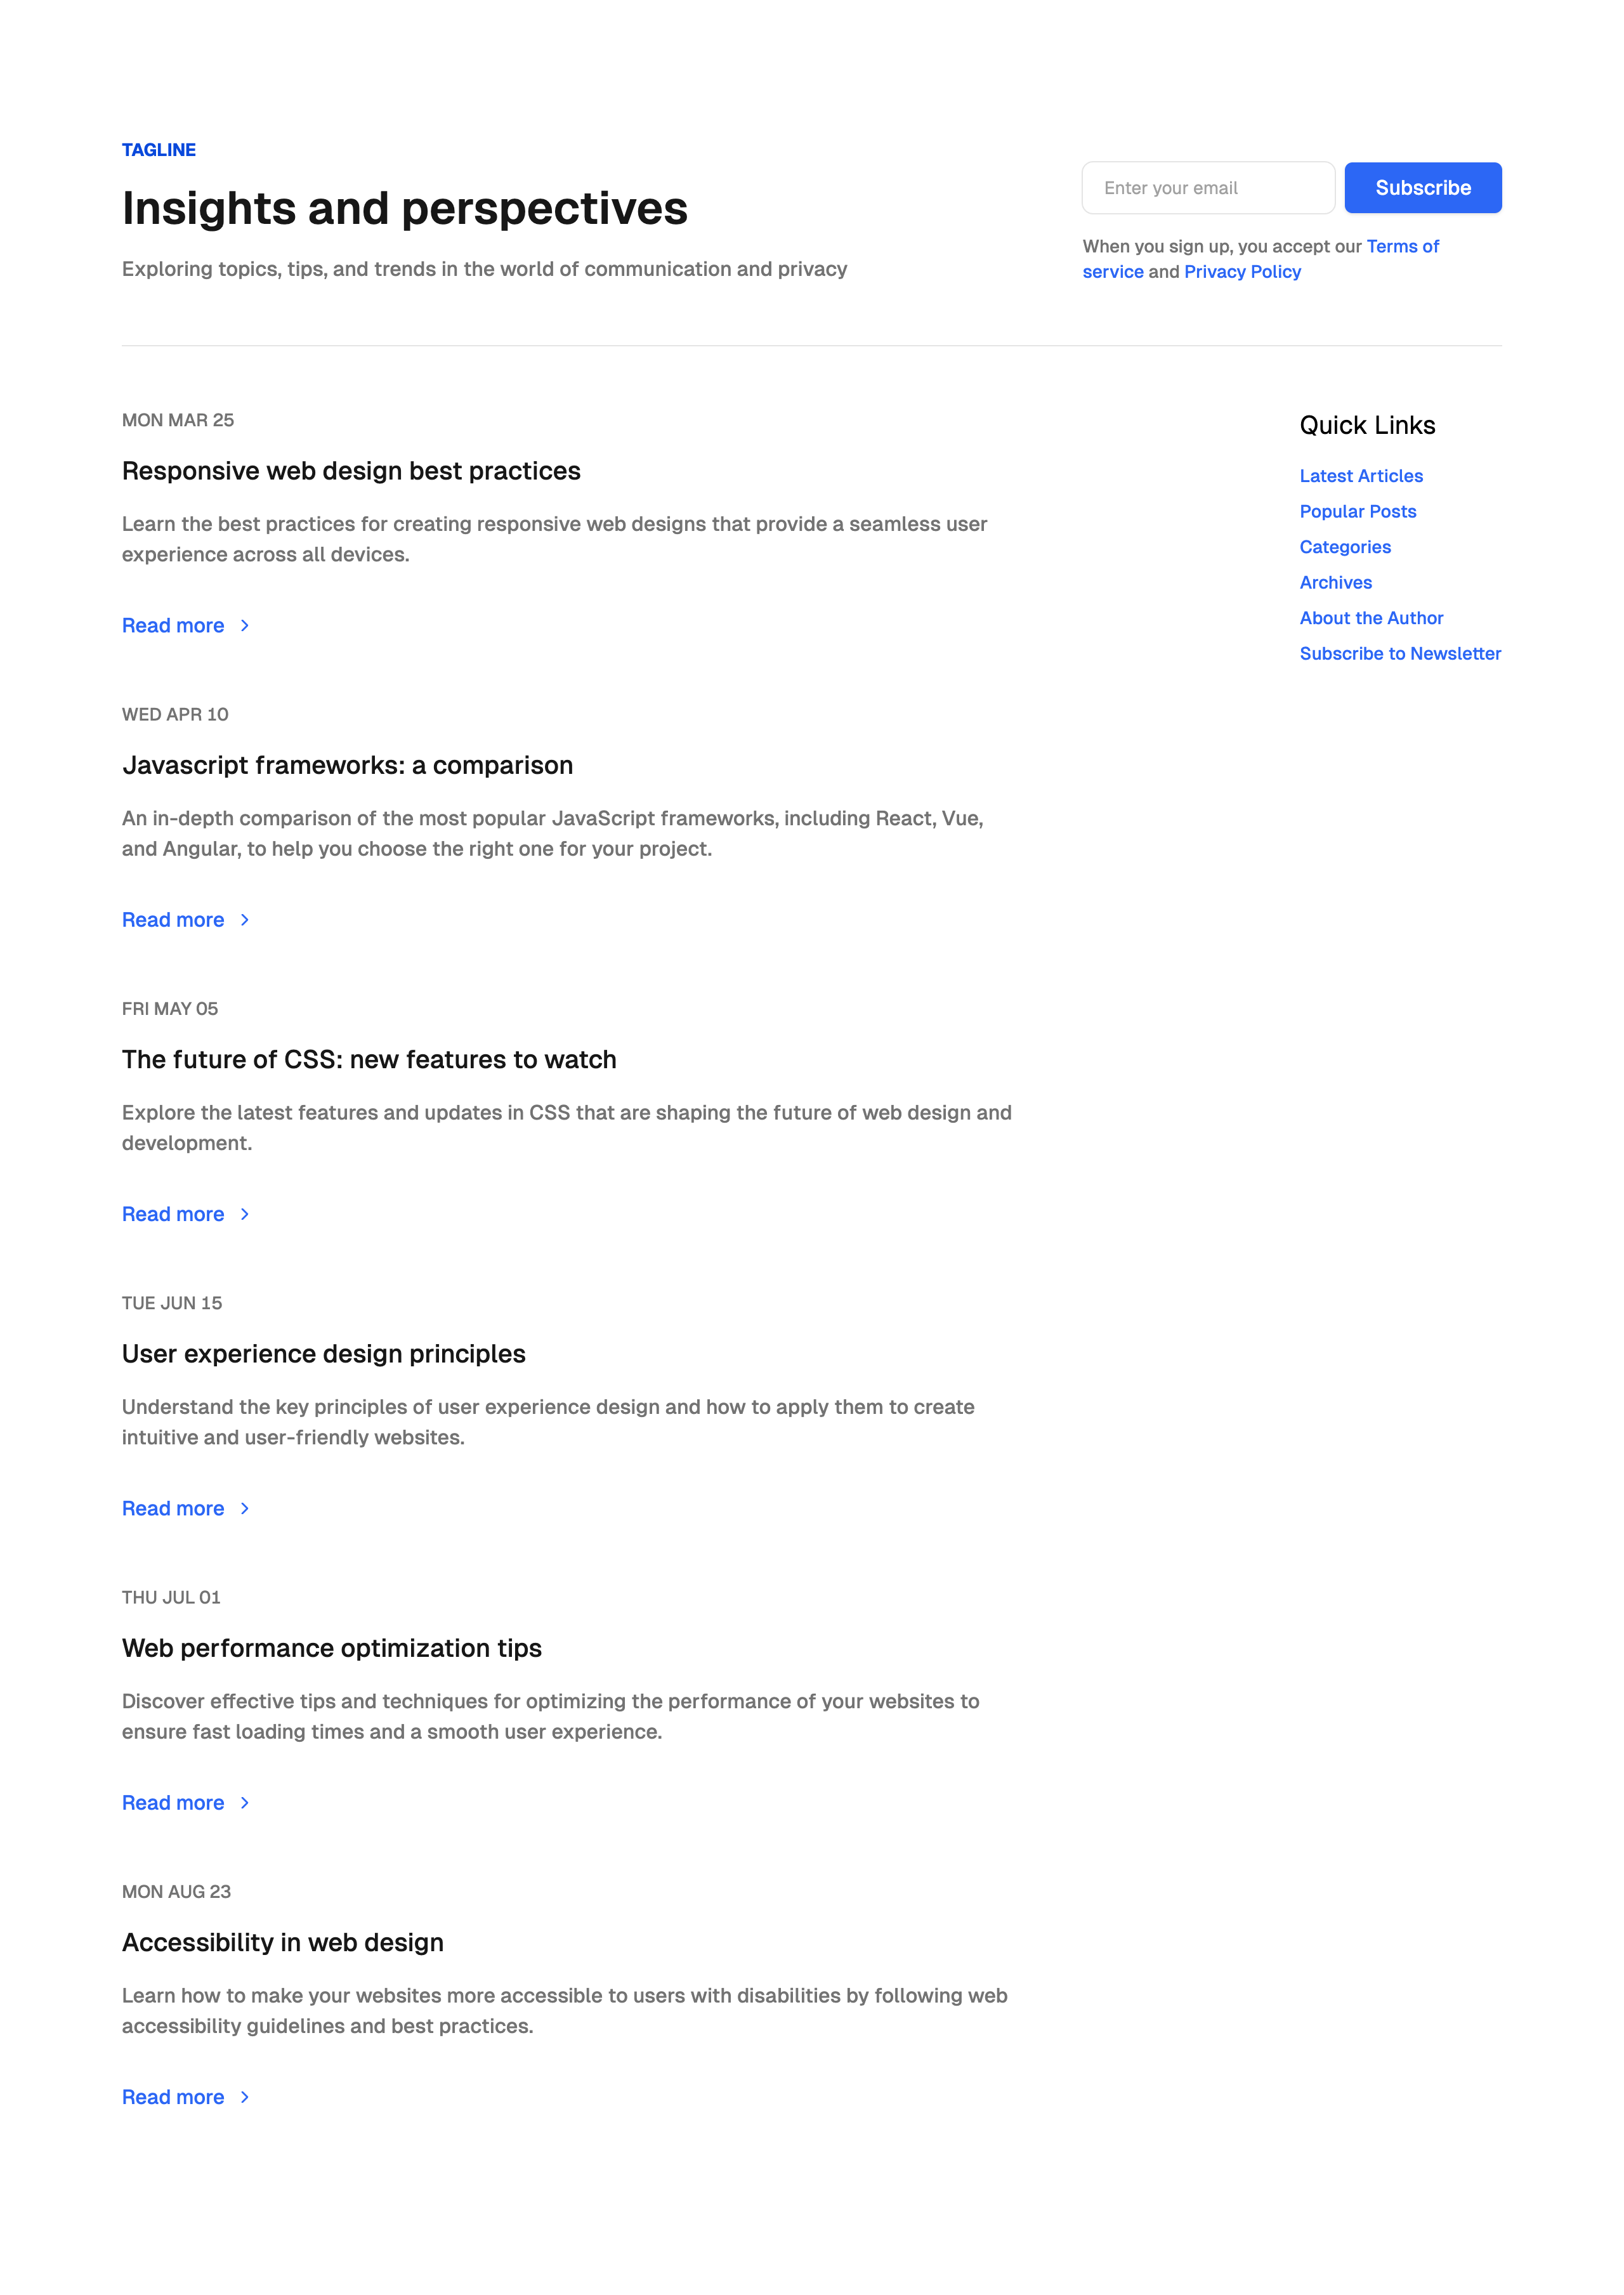 TAGLINE
Insights and perspectives
Exploring topics, tips, and trends in the world of communication and privacy
Enter your email
Subscribe
When you sign up, you accept our Terms of
service and Privacy Policy
MON MAR 25
Responsive web design best practices
Learn the best practices for creating responsive web designs that provide a seamless user
experience across all devices.
Read more
WED APR 10
Javascript frameworks: a comparison
An in-depth comparison of the most popular JavaScript frameworks, including React, Vue,
and Angular, to help you choose the right one for your project.
Read more
FRI MAY 05
The future of CSS: new features to watch
Explore the latest features and updates in CSS that are shaping the future of web design and
development.
Read more
TUE JUN 15
User experience design principles
Understand the key principles of user experience design and how to apply them to create
intuitive and user-friendly websites.
Read more
THU JUL 01
Web performance optimization tips
Discover effective tips and techniques for optimizing the performance of your websites to
ensure fast loading times and a smooth user experience.
Read more
MON AUG 23
Accessibility in web design
Learn how to make your websites more accessible to users with disabilities by following web
accessibility guidelines and best practices.
Read more
Quick Links
Latest Articles
Popular Posts
Categories
Archives
About the Author
Subscribe to Newsletter